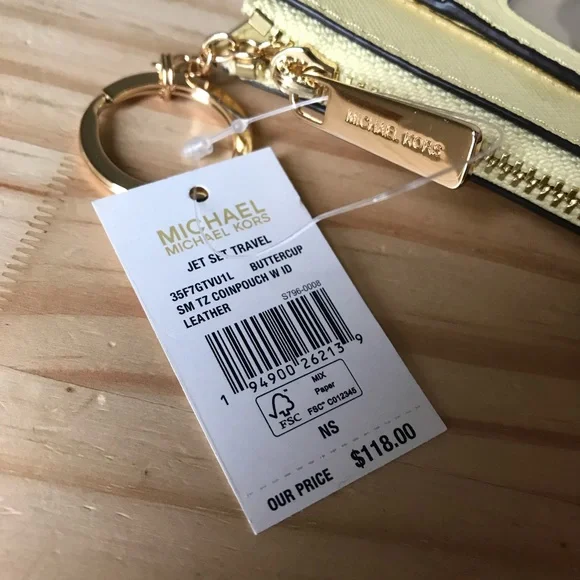 MICHAEL KORS
MICHAEL
MICHAEL KORS
JET SET TRAVEL
35F7GTVU1L BUTTERCUP
SM TZ COINPOUCH W ID
LEATHER S796-0008
1 94900 26213 9
FSC
MIX
Paper
FSC® C012345
NS
OUR PRICE $118.00